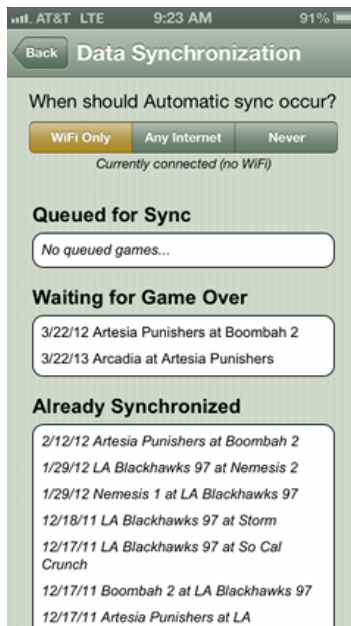 AT&T LTE 9:23 AM 91%
Back Data Synchronization
When should Automatic sync occur?
WiFi Only Any Internet Never
Currently connected (no WiFi)
Queued for Sync
No queued games...
Waiting for Game Over
3/22/12 Artesia Punishers at Boombah 2
3/22/13 Arcadia at Artesia Punishers
Already Synchronized
2/12/12 Artesia Punishers at Boombah 2
1/29/12 LA Blackhawks 97 at Nemesis 2
1/29/12 Nemesis 1 at LA Blackhawks 97
12/18/11 LA Blackhawks 97 at Storm
12/17/11 LA Blackhawks 97 at So Cal
Crunch
12/17/11 Boombah 2 at LA Blackhawks 97
12/17/11 Artesia Punishers at LA